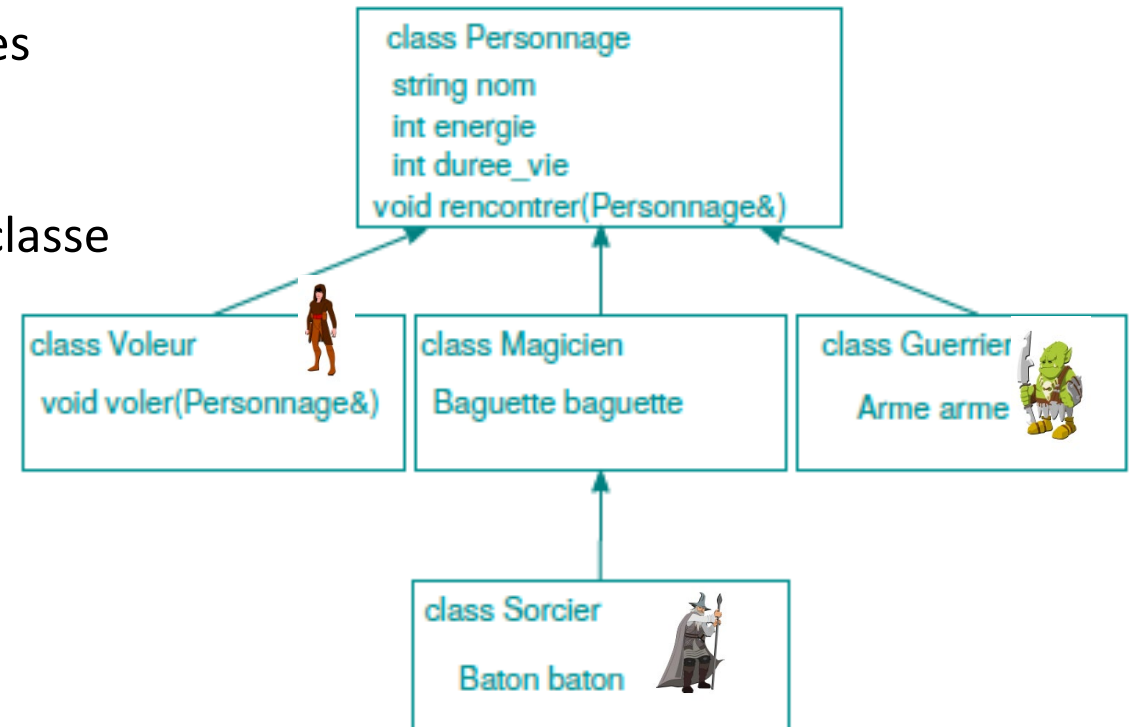 es
classe
class Personnage
string nom
int energie
int duree_vie
void rencontrer(Personnage&)
class Voleur
void voler(Personnage&)
class Magicien
Baguette baguette
class Guerrier
Arme arme
class Sorcier
Baton baton